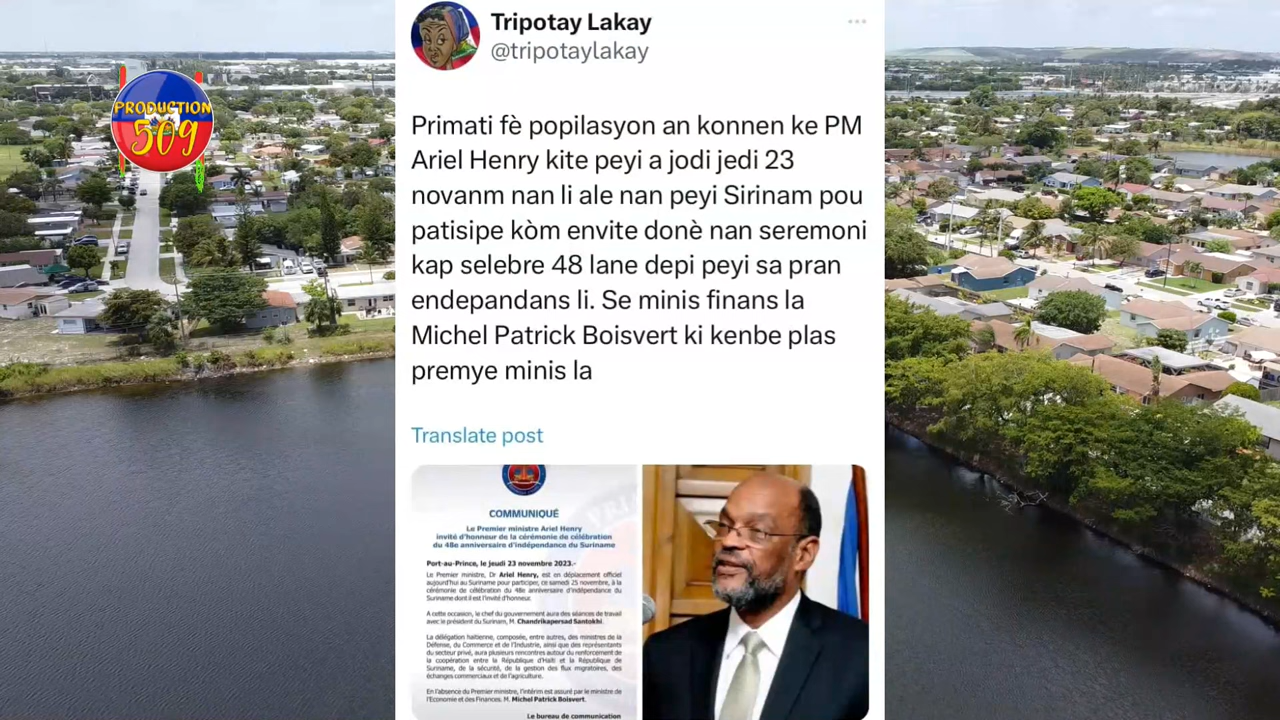 Tripotay Lakay
@tripotaylakay
PRODUCTION
509
Primati fè popilasyon an konnen ke PM
Ariel Henry kite peyi a jodi jedi 23
novanm nan li ale nan peyi Sirinam pou
patisipe kòm envite donè nan seremoni
kap selebre 48 lane depi peyi sa pran
endepandans li. Se minis finans la
Michel Patrick Boisvert ki kenbe plas
premye minis la
Translate post
COMMUNIQUÉ
Le Premier ministre Ariel Henry
invité d'honneur de la cérémonie de célébration
du 48e anniversaire d'indépendance du Suriname
Port-au-Prince, le jeudi 23 novembre 2023.-
Le Premier ministre, Dr Ariel Henry, est en déplacement officiel
aujourd'hui au Suriname pour participer, ce samedi 25 novembre, à la
cérémonie de célébration du 48e anniversaire d'indépendance du
Suriname dont il est l'invité d'honneur.
A cette occasion, le chef du gouvernement aura des séances de travail
avec le président du Surinam, M. Chandrikapersad Santokhi.
La délégation haïtienne, composée, entre autres, des ministres de la
Défense, du Commerce et de l'Industrie, ainsi que des représentants
du secteur privé, aura plusieurs rencontres autour du renforcement de
la coopération entre la République d'Haïti et la République de
Suriname, de la sécurité, de la gestion des flux migratoires, des
échanges commerciaux et de l'agriculture.
En l'absence du Premier ministre, l'intérim est assuré par le ministre de
l'Economie et des Finances, M. Michel Patrick Boisvert.
Le bureau de communication